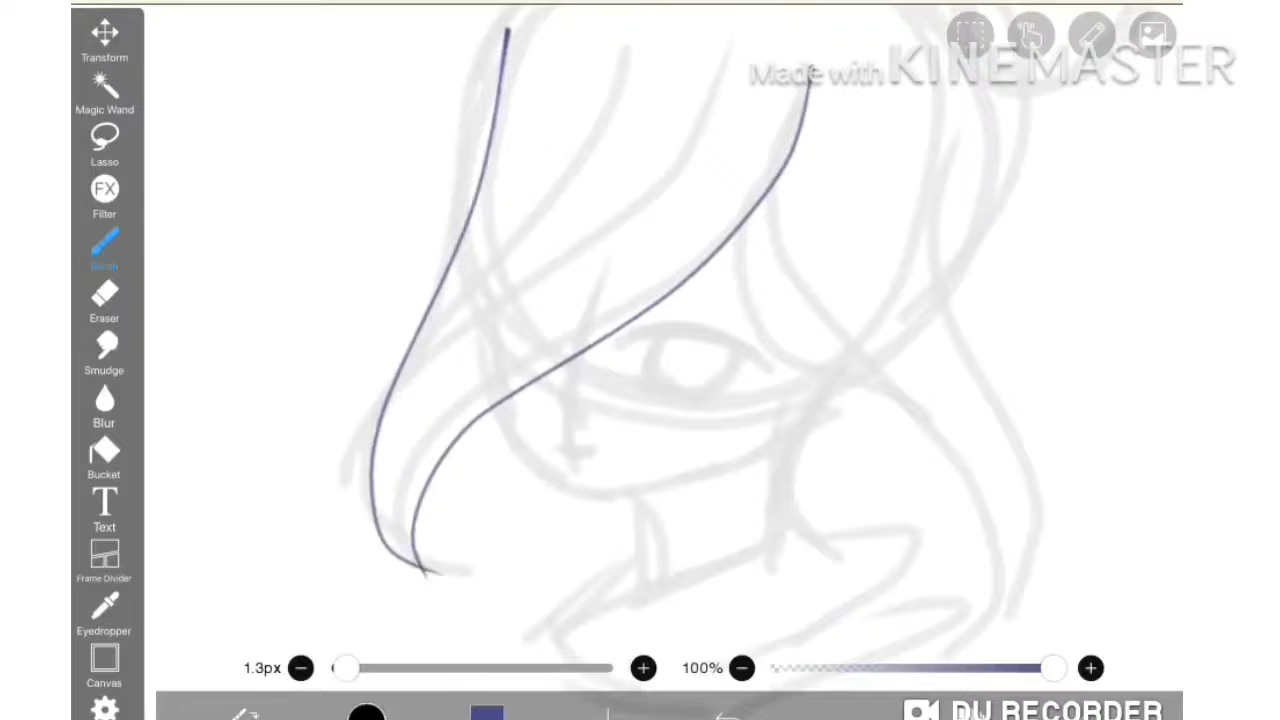 Transform
Made with KINEMASTER
Magic Wand
Lasso
FX
Filter
Brush
Eraser
Smudge
Blur
Bucket
T
Text
Frame Divider
Eyedropper
Canvas
1.3px
100%
DU RECORDER